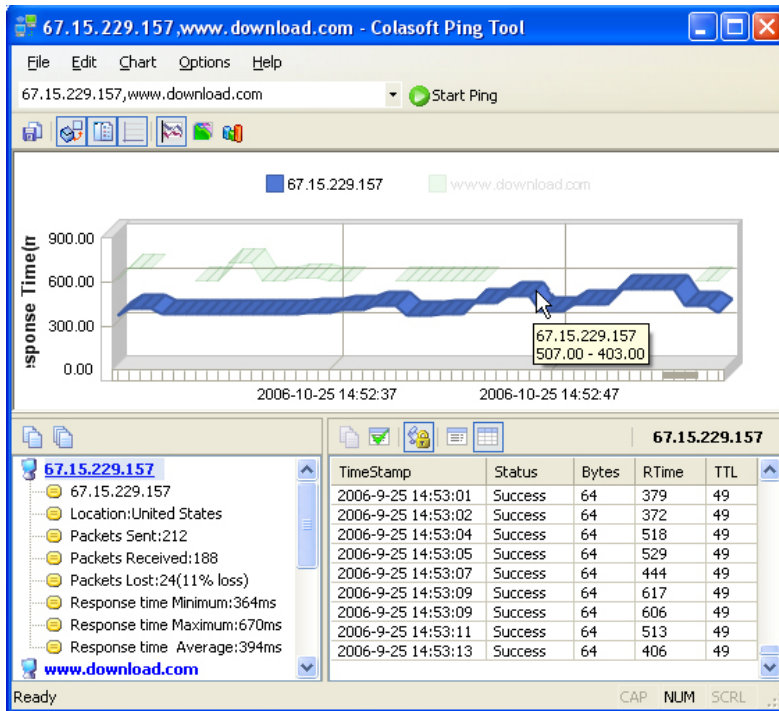 67.15.229.157,www.download.com - Colasoft Ping Tool
File Edit Chart Options Help
67.15.229.157,www.download.com Start Ping
67.15.229.157 www.download.com
sponse Time(m
900.00
600.00
300.00
0.00
67.15.229.157
507.00 - 403.00
2006-10-25 14:52:37 2006-10-25 14:52:47
67.15.229.157
67.15.229.157
67.15.229.157
Location:United States
Packets Sent:212
Packets Received:188
Packets Lost:24(11% loss)
Response time Minimum:364ms
Response time Maximum:670ms
Response time Average:394ms
www.download.com
TimeStamp Status Bytes RTime TTL
2006-9-25 14:53:01 Success 64 379 49
2006-9-25 14:53:02 Success 64 372 49
2006-9-25 14:53:04 Success 64 518 49
2006-9-25 14:53:05 Success 64 529 49
2006-9-25 14:53:07 Success 64 444 49
2006-9-25 14:53:09 Success 64 617 49
2006-9-25 14:53:09 Success 64 606 49
2006-9-25 14:53:11 Success 64 513 49
2006-9-25 14:53:13 Success 64 406 49
Ready CAP NUM SCRL